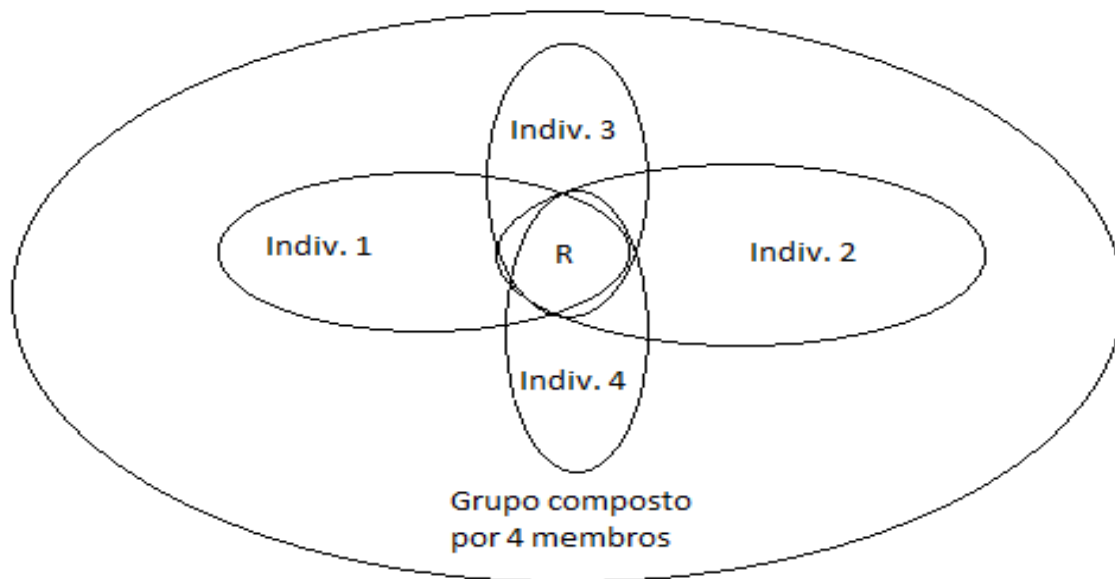 Indiv. 3
Indiv. 1
R
Indiv. 2
Indiv. 4
Grupo composto
por 4 membros